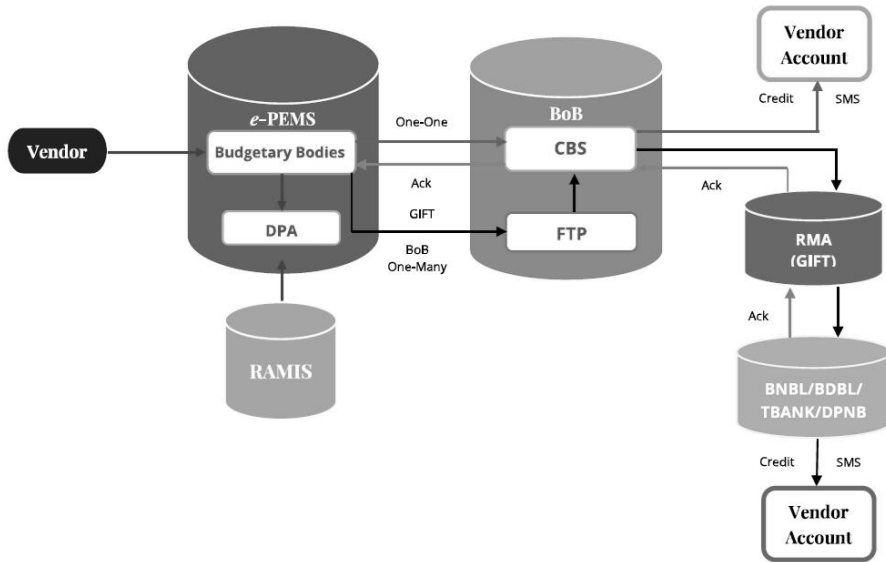 Vendor
Account
Credit
SMS
e-PEMS
BoB
Vendor
Budgetary Bodies
One-One
CBS
Ack
Ack
GIFT
DPA
FTP
BoB
One-Many
RMA
(GIFT)
Ack
RAMIS
BNBL/BDBL/
TBANK/DPNB
Credit
SMS
Vendor
Account